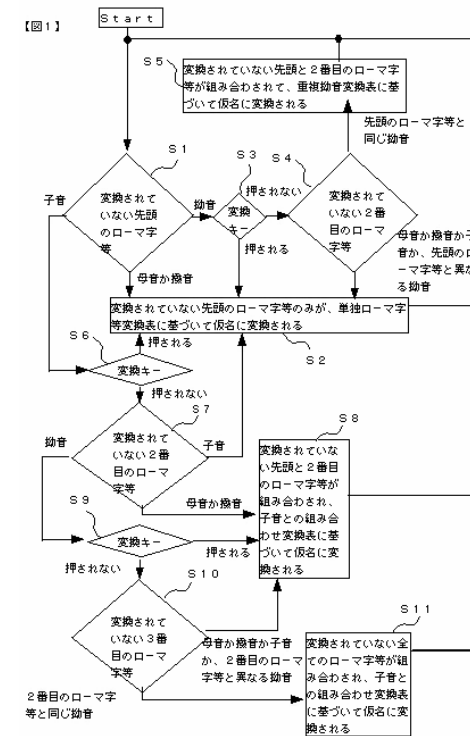 【図1】
Start
S5
変換されていない先頭と2番目のローマ字
等が組み合わされて、重複拗音変換表に基
づいて仮名に変換される
先頭のローマ字等と
同じ拗音
S1
S3
S4
子音
変換されて
いない先頭
のローマ字
等
拗音
変換
キー
押されない
押される
変換されて
いない2番
目のローマ
字等
母音か撥音か子
音か、先頭のロ
ーマ字等と異な
る拗音
母音か撥音
変換されていない先頭のローマ字等のみが、単独ローマ字
等変換表に基づいて仮名に変換される
S2
S6
押される
変換キー
押されない
S7
拗音
変換されて
いない2番
目のローマ
字等
子音
母音か撥音
S8
変換されていな
い先頭と2番目
のローマ字等が
組み合わされ、
子音との組み合
わせ変換表に基
づいて仮名に変
換される
S9
変換キー
押される
押されない
S10
変換されて
いない3番
目のローマ
字等
母音か撥音か子音
か、2番目のローマ
字等と異なる拗音
2番目のローマ字
等と同じ拗音
S11
変換されていない全
てのローマ字等が組
み合わされ、子音と
の組み合わせ変換表
に基づいて仮名に変
換される